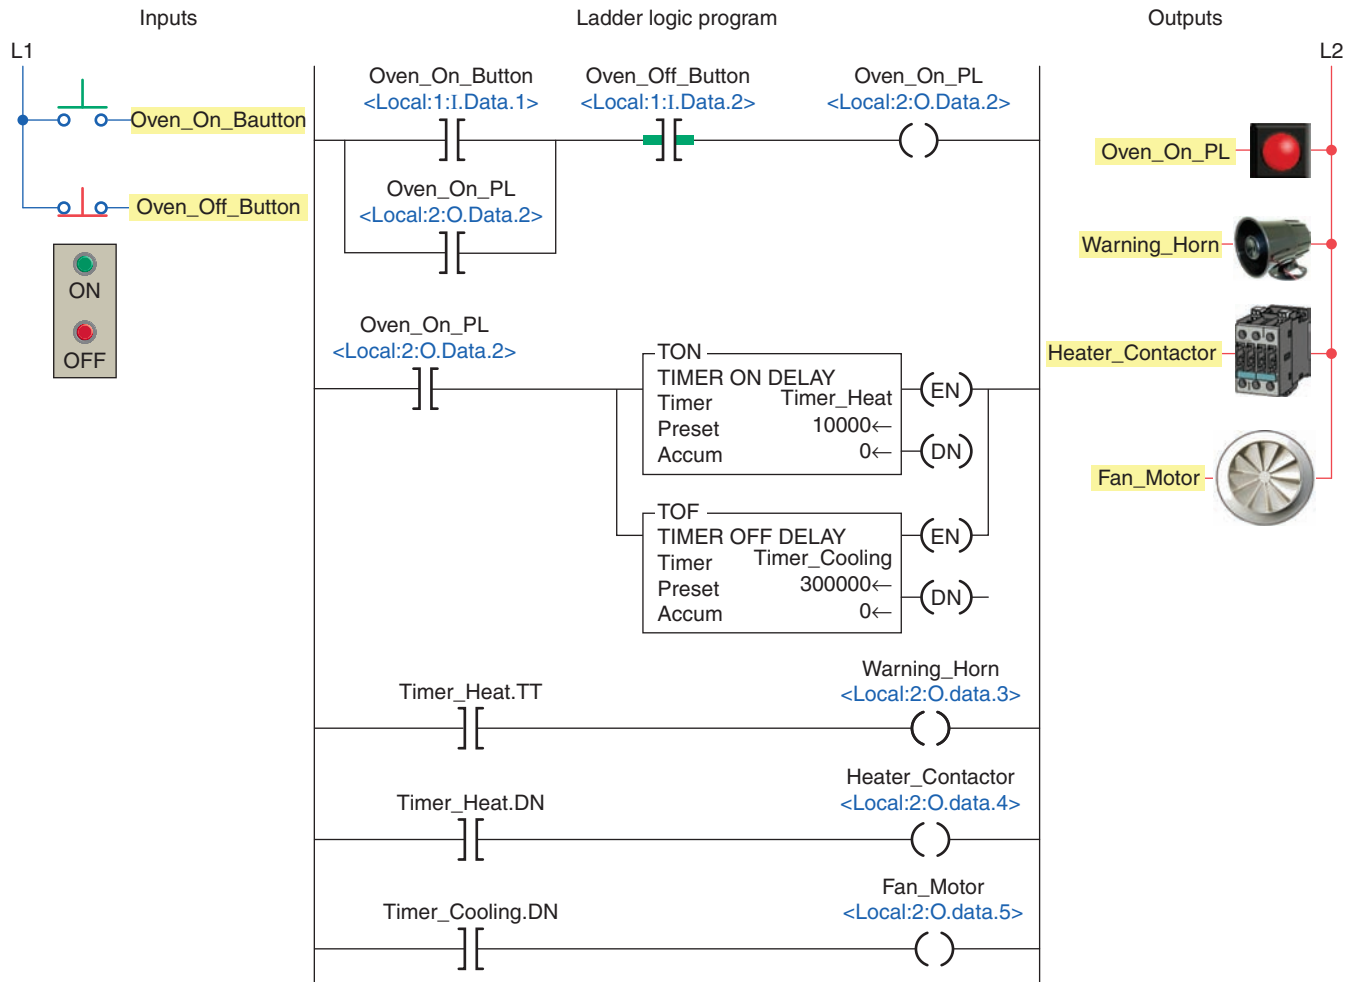 Inputs
Ladder logic program
Outputs
L1
L2
Oven_On_Bautton
Oven_Off_Button
ON
OFF
Oven_On_Button
<Local:1:I.Data.1>
Oven_Off_Button
<Local:1:I.Data.2>
Oven_On_PL
<Local:2:O.Data.2>
Oven_On_PL
<Local:2:O.Data.2>
Oven_On_PL
<Local:2:O.Data.2>
TON
TIMER ON DELAY
Timer Timer_Heat
Preset 10000←
Accum 0←
(EN)
(DN)
TOF
TIMER OFF DELAY
Timer Timer_Cooling
Preset 300000←
Accum 0←
(EN)
(DN)
Timer_Heat.TT
Warning_Horn
<Local:2:O.data.3>
Timer_Heat.DN
Heater_Contactor
<Local:2:O.data.4>
Timer_Cooling.DN
Fan_Motor
<Local:2:O.data.5>
Oven_On_PL
Warning_Horn
Heater_Contactor
Fan_Motor